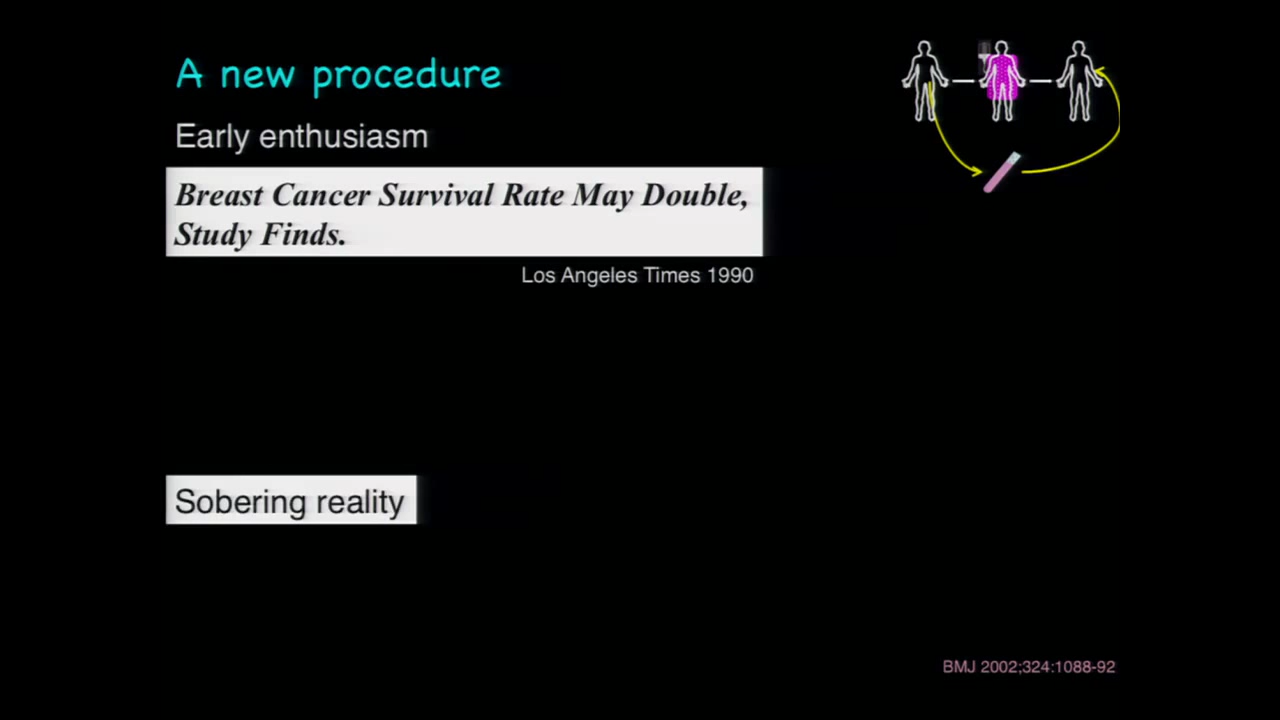 A new procedure
Early enthusiasm
Breast Cancer Survival Rate May Double,
Study Finds.
Los Angeles Times 1990
Sobering reality
BMJ 2002;324:1088-92